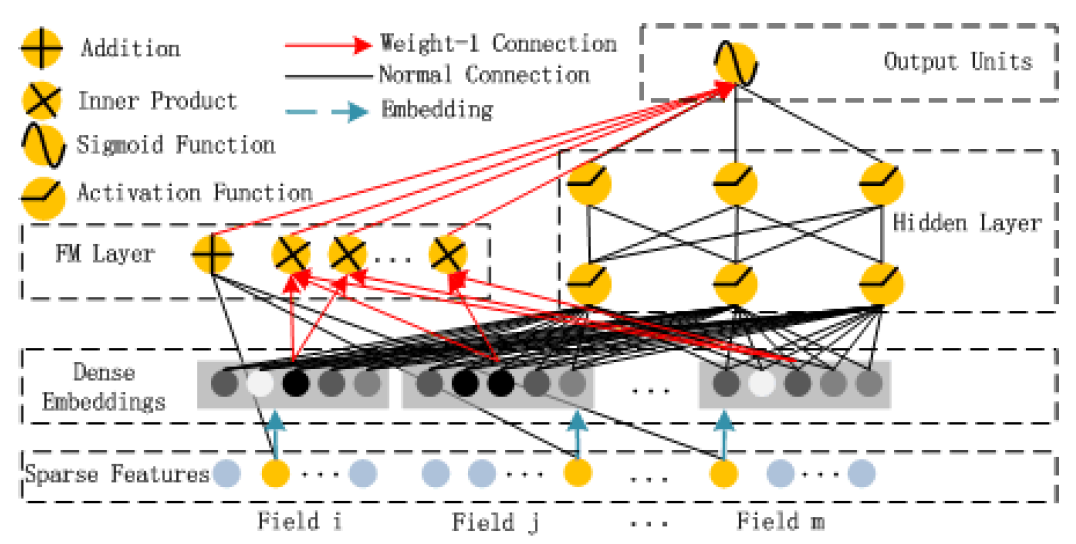 Addition
Inner Product
Sigmoid Function
Activation Function
Weight-1 Connection
Normal Connection
Embedding
Output Units
Hidden Layer
FM Layer
...
Dense
Embeddings
...
Sparse Features
... ... ... ...
Field i Field j ... Field m